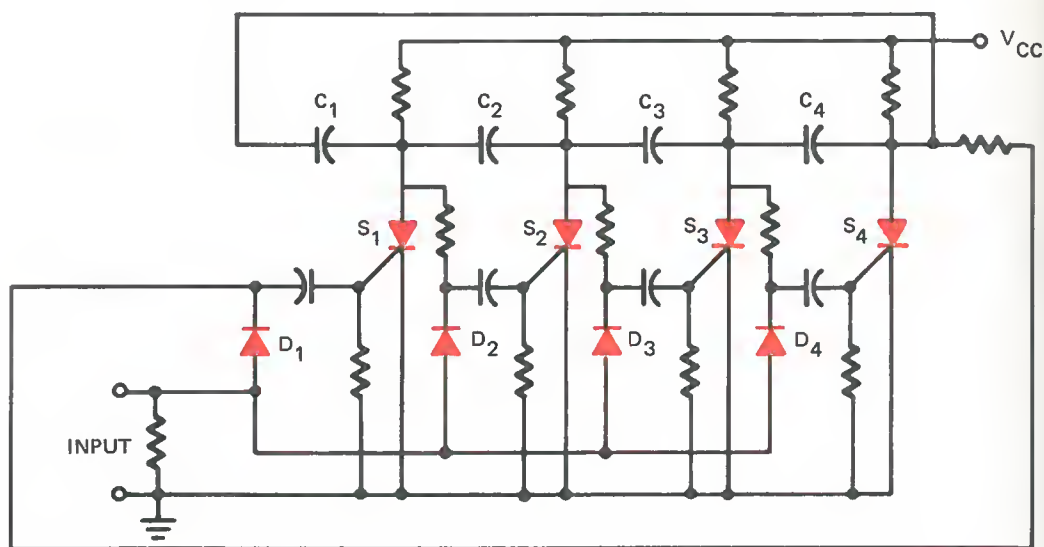 V_CC
C_1 C_2 C_3 C_4
S_1 S_2 S_3 S_4
D_1 D_2 D_3 D_4
INPUT